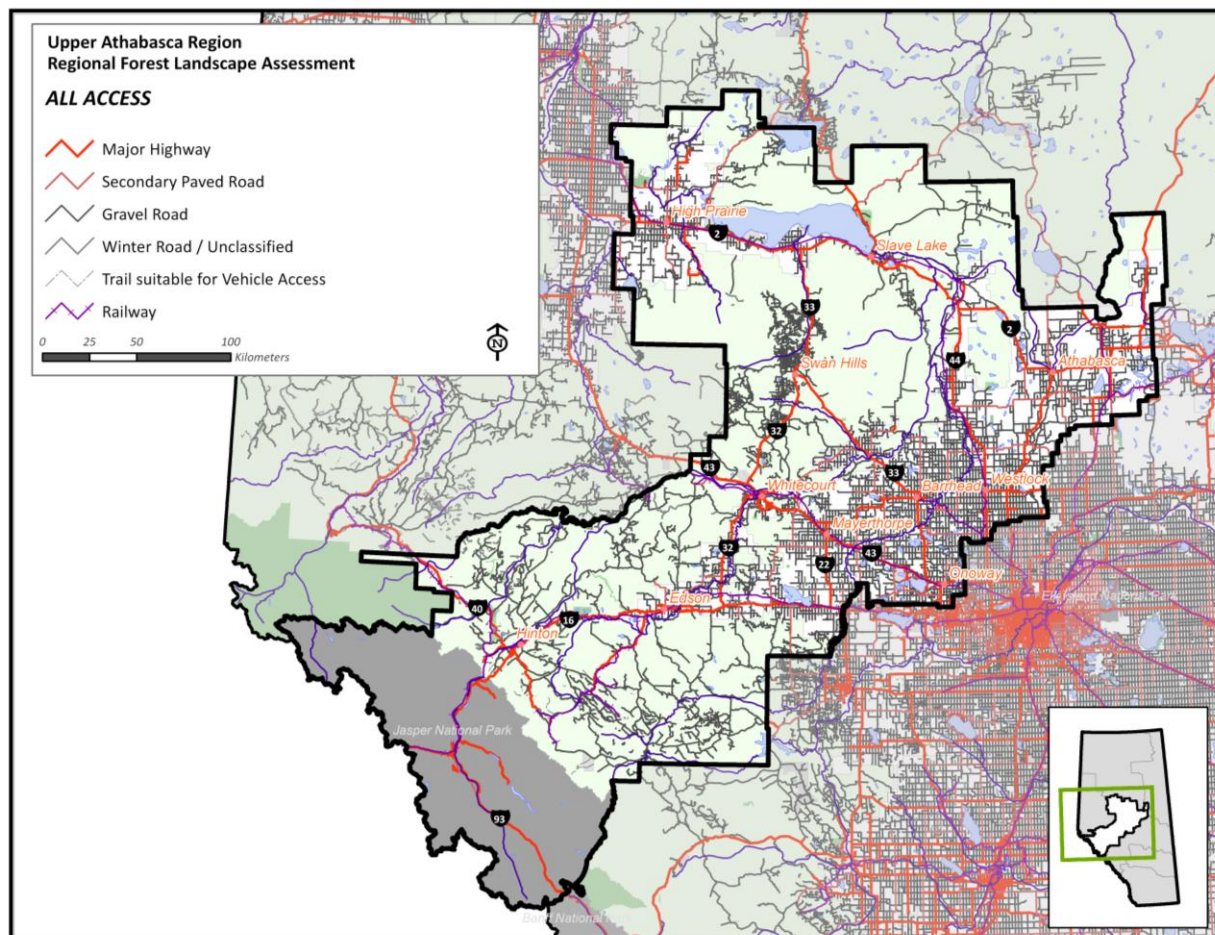 Upper Athabasca Region
Regional Forest Landscape Assessment
ALL ACCESS
Major Highway
Secondary Paved Road
Gravel Road
Winter Road / Unclassified
Trail suitable for Vehicle Access
Railway
0 25 50 100
Kilometers
N
High Prairie
2
Slave Lake
33
2
44
Athabasca
Swan Hills
32
43
33
Whitecourt
Barrhead
Westlock
Mayerthorpe
32
22
43
Onoway
40
16
Edson
Hinton
Jasper National Park
93